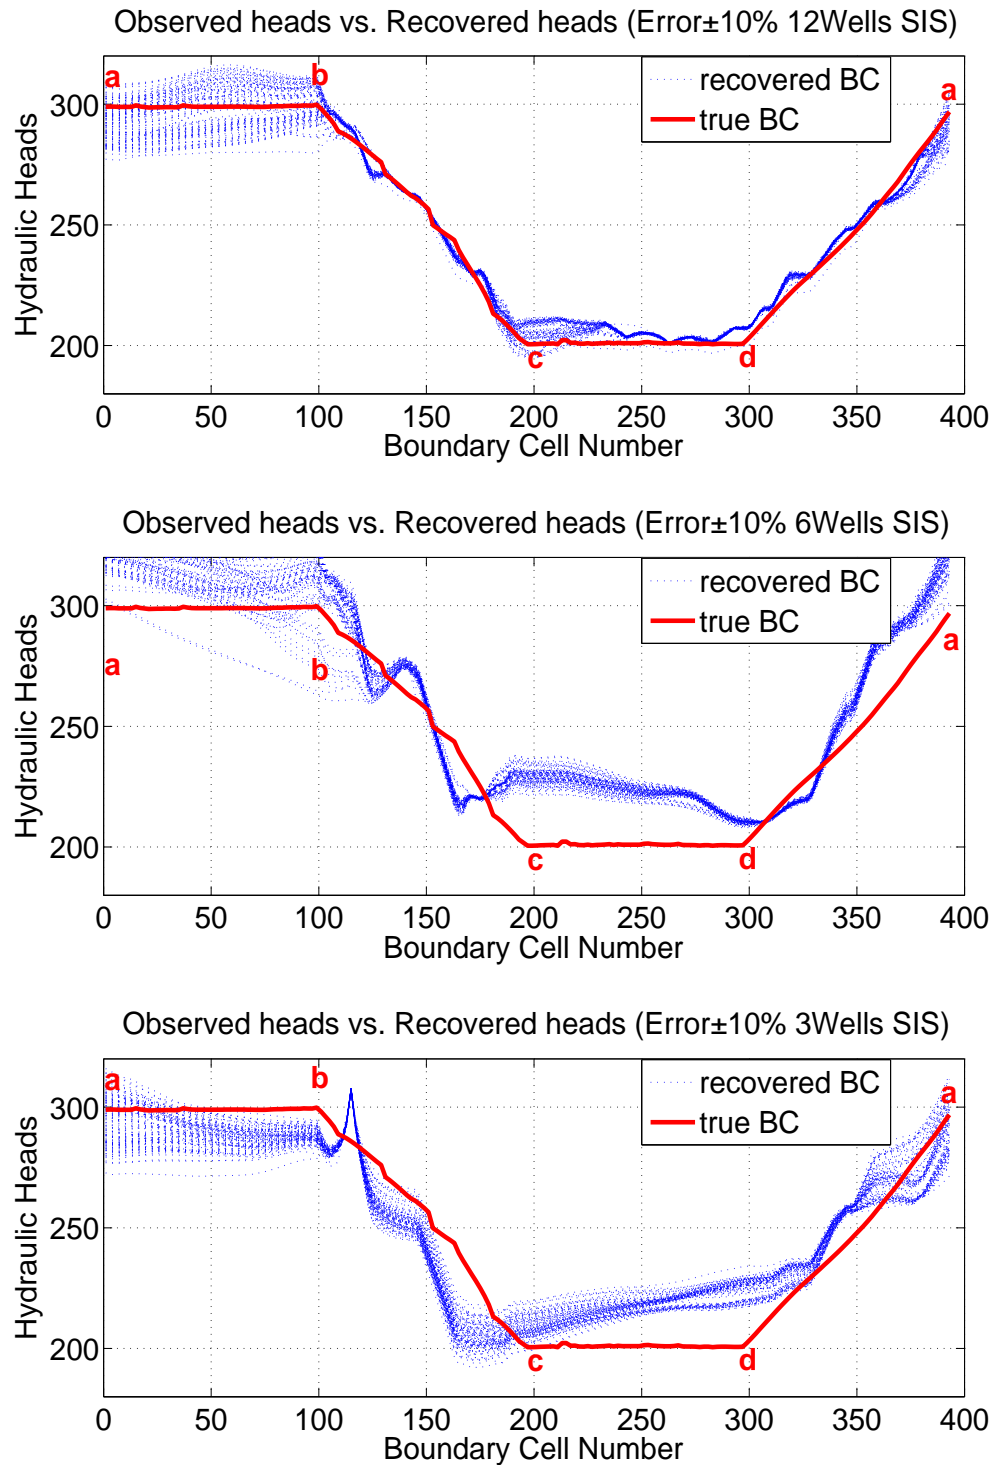 Observed heads vs. Recovered heads (Error±10% 12Wells SIS)
Hydraulic Heads
300
250
200
a
b
c
d
a
recovered BC
true BC
0 50 100 150 200 250 300 350 400
Boundary Cell Number
Observed heads vs. Recovered heads (Error±10% 6Wells SIS)
Hydraulic Heads
300
250
200
a
b
c
d
a
recovered BC
true BC
0 50 100 150 200 250 300 350 400
Boundary Cell Number
Observed heads vs. Recovered heads (Error±10% 3Wells SIS)
Hydraulic Heads
300
250
200
a
b
c
d
a
recovered BC
true BC
0 50 100 150 200 250 300 350 400
Boundary Cell Number